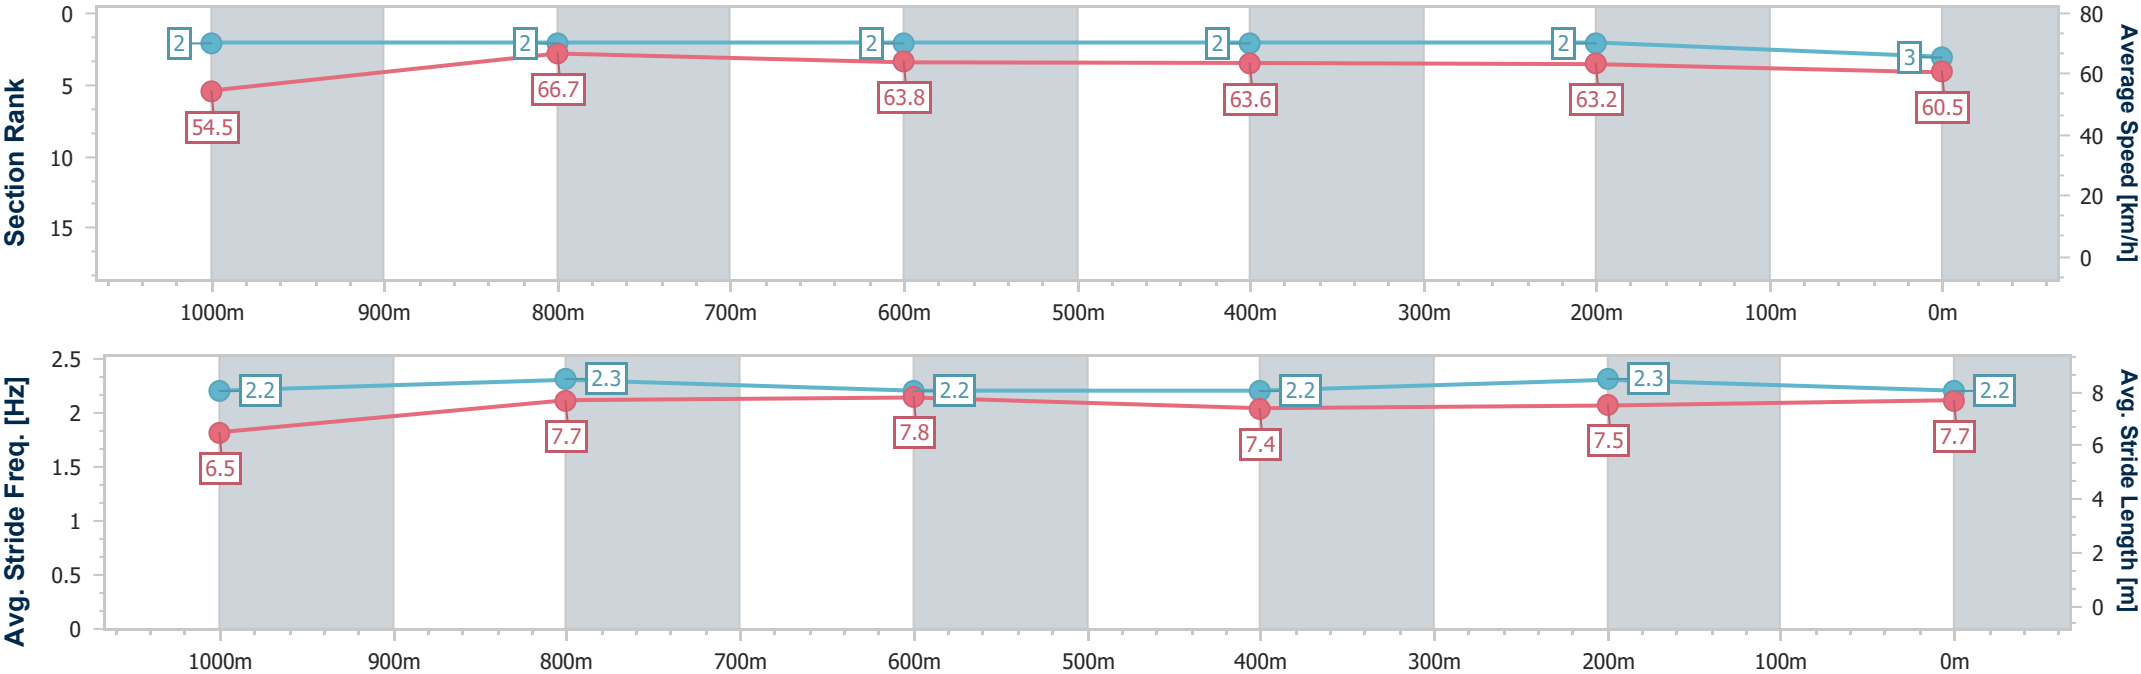 Section Rank
0
5
10
15
2
2
2
2
2
3
54.5
66.7
63.8
63.6
63.2
60.5
80
60
40
20
0
Average Speed [km/h]
1000m
900m
800m
700m
600m
500m
400m
300m
200m
100m
0m
Avg. Stride Freq. [Hz]
2.5
2
1.5
1
0.5
0
2.2
2.3
2.2
2.2
2.3
2.2
6.5
7.7
7.8
7.4
7.5
7.7
8
6
4
2
0
Avg. Stride Length [m]
1000m
900m
800m
700m
600m
500m
400m
300m
200m
100m
0m